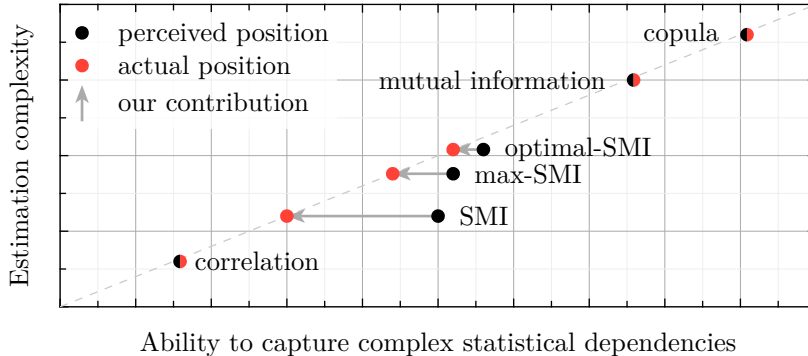 perceived position
actual position
our contribution
copula
mutual information
optimal-SMI
max-SMI
SMI
correlation
Estimation complexity
Ability to capture complex statistical dependencies